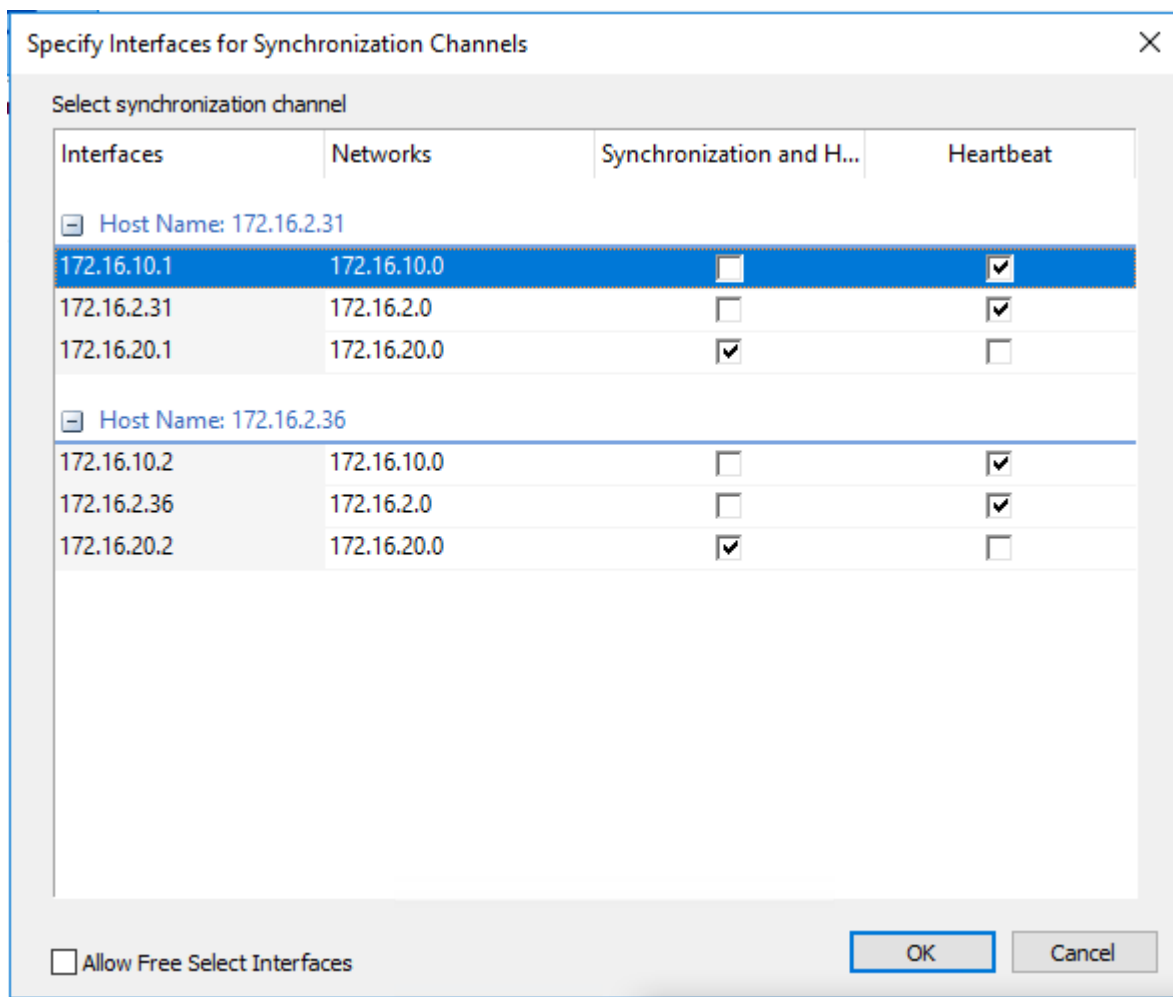 Specify Interfaces for Synchronization Channels
Select synchronization channel
Interfaces Networks Synchronization and H... Heartbeat
Host Name: 172.16.2.31
172.16.10.1 172.16.10.0
172.16.2.31 172.16.2.0
172.16.20.1 172.16.20.0
Host Name: 172.16.2.36
172.16.10.2 172.16.10.0
172.16.2.36 172.16.2.0
172.16.20.2 172.16.20.0
Allow Free Select Interfaces OK Cancel